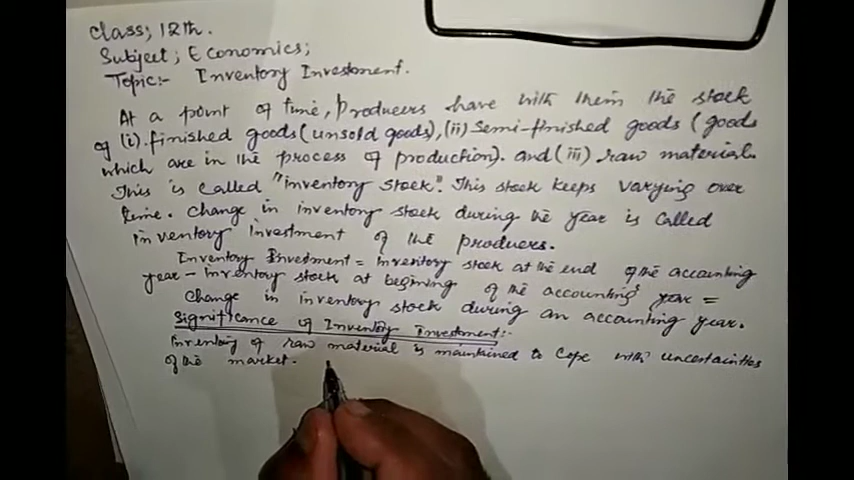 Class; 12th.
Subject; Economics;
Topic:- Inventory Investment.
At a point of time, Producers have with them the stock
of (i). finished goods (unsold goods), (ii) Semi-finished goods (goods
which are in the process of production). and (iii) raw material.
This is called "inventory stock". This stock keeps varying over
time. Change in inventory stock during the year is called
inventory investment of the producers.
Inventory Investment = inventory stock at the end of the accounting
year - inventory stock at begining of the accounting year =
Change in inventory stock during an accounting year.
Significance of Inventory Investment:-
Inventory of raw material is maintained to cope with uncertainities
of the market.